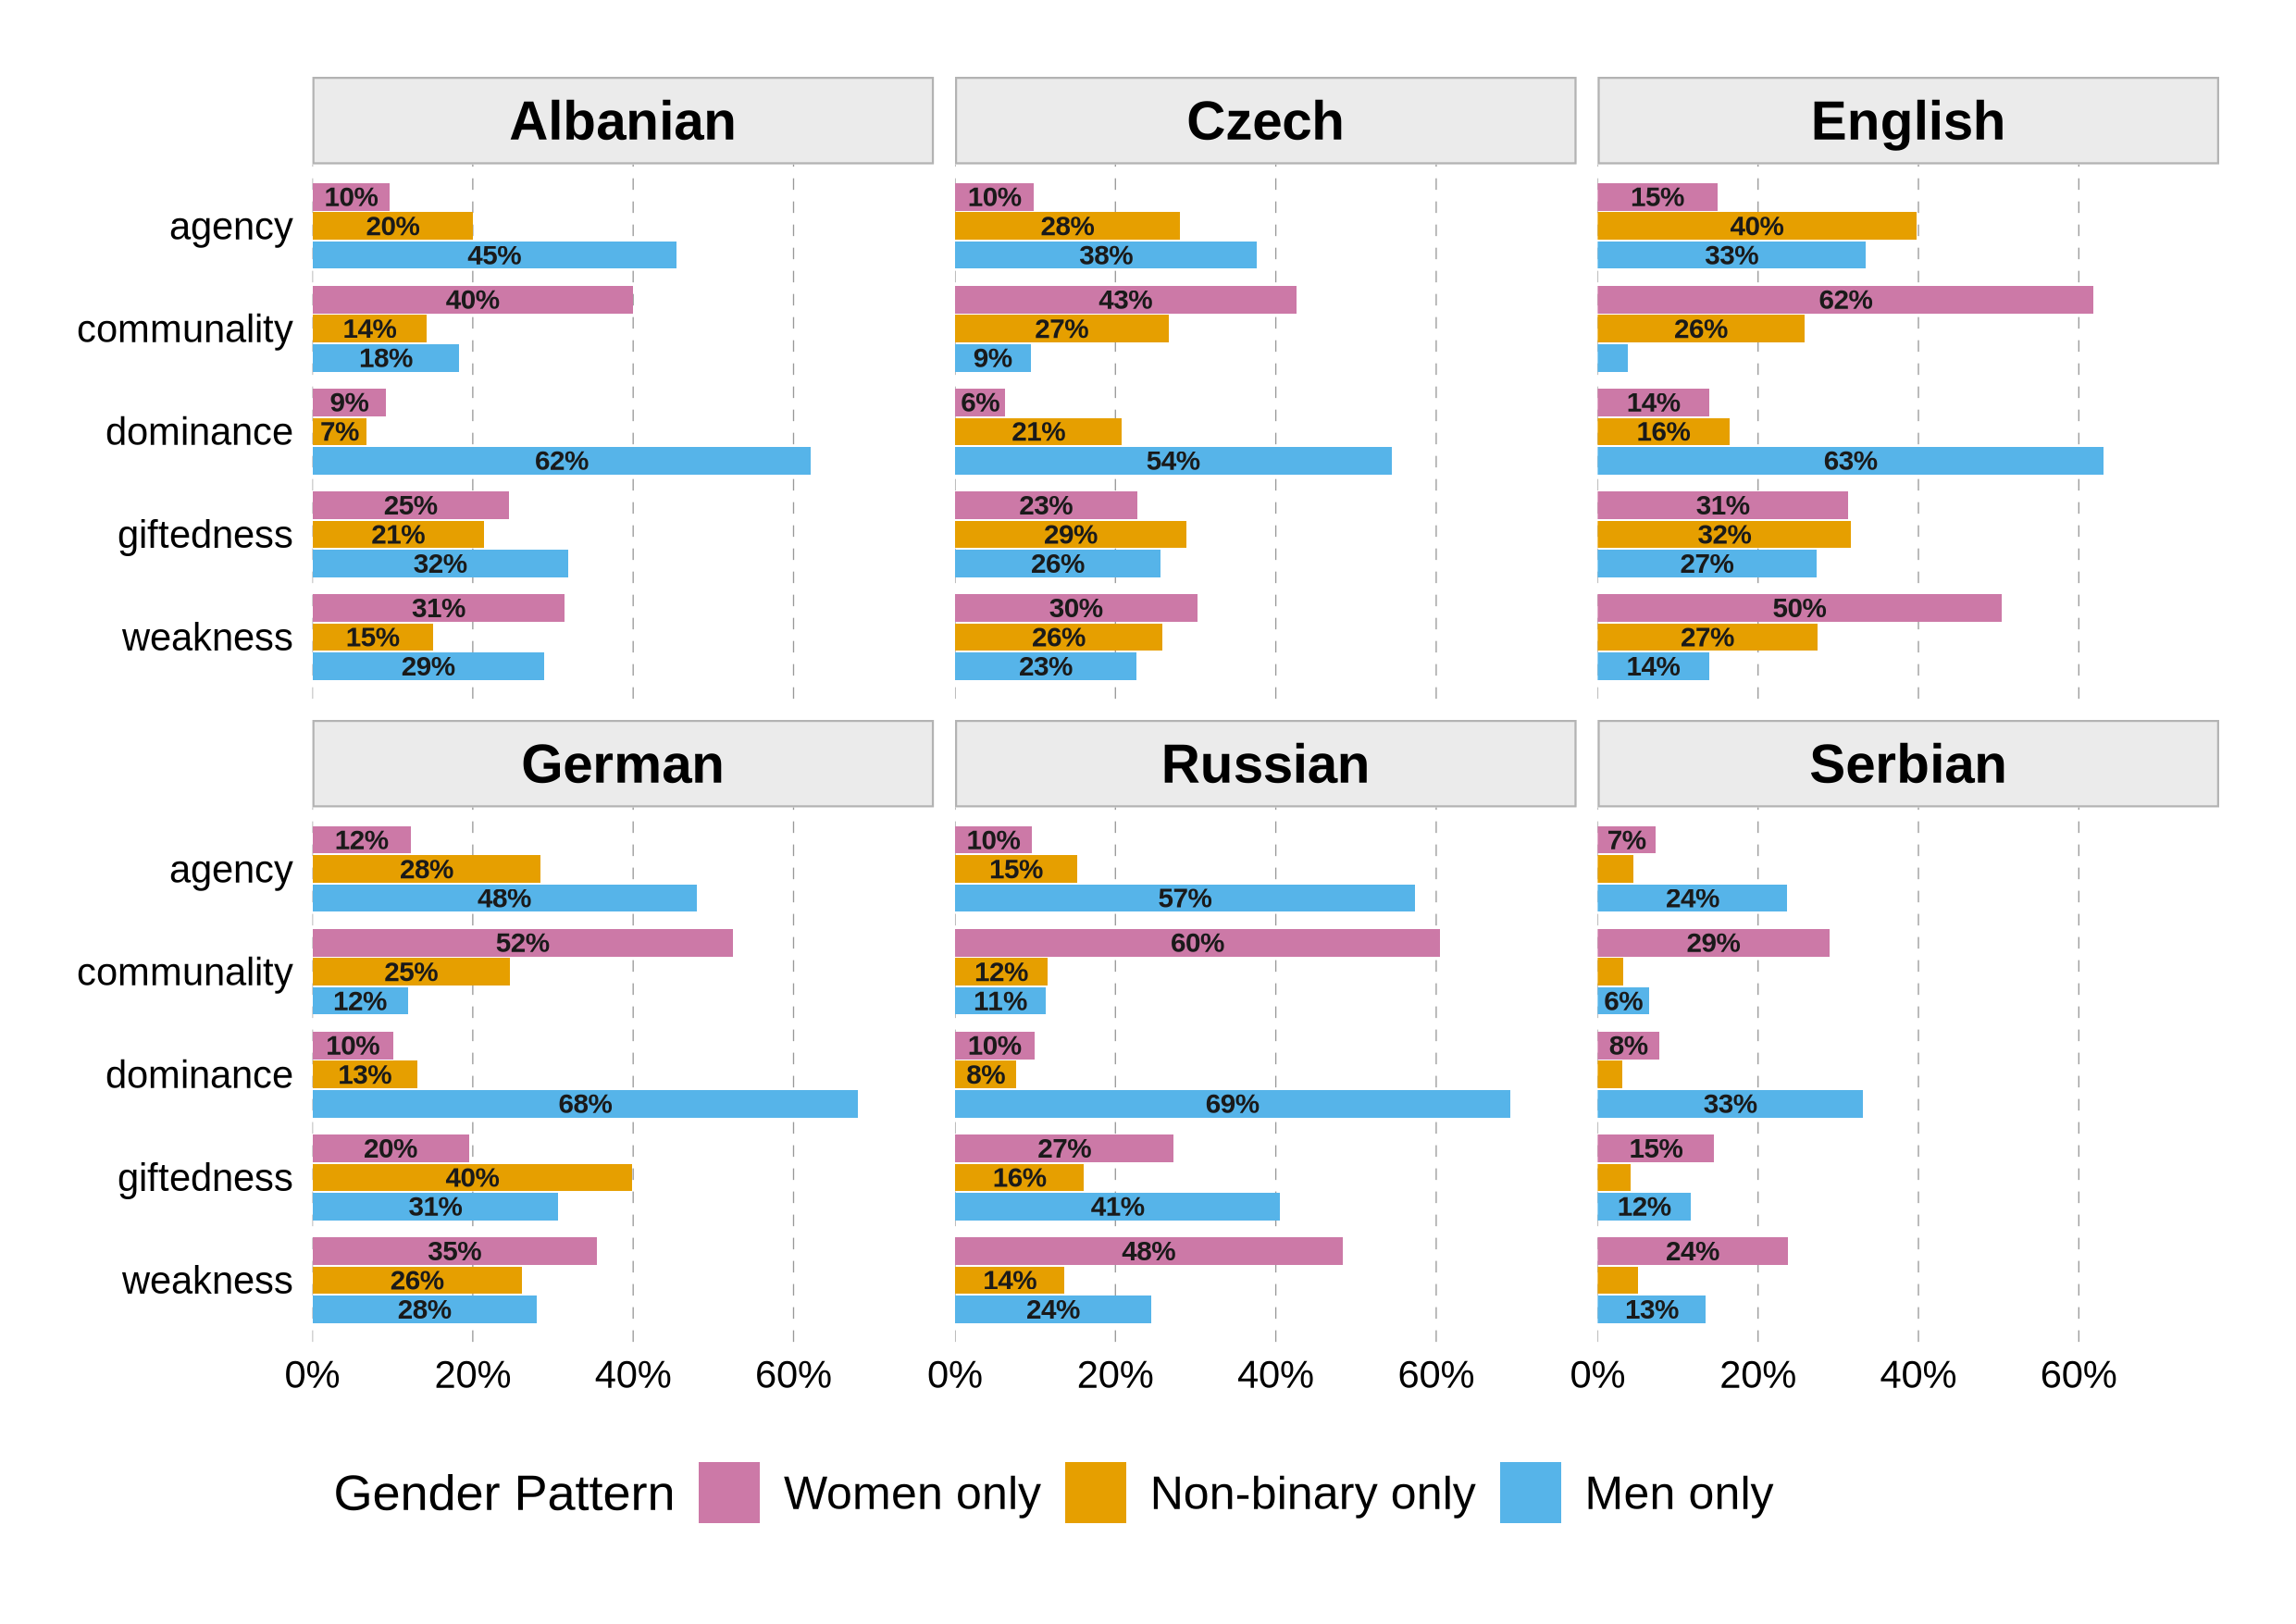 Albanian Czech English
agency 10% 10% 15%
20% 28% 40%
45% 38% 33%
communality 40% 43% 62%
14% 27% 26%
18% 9%
dominance 9% 6% 14%
7% 21% 16%
62% 54% 63%
giftedness 25% 23% 31%
21% 29% 32%
32% 26% 27%
weakness 31% 30% 50%
15% 26% 27%
29% 23% 14%
German Russian Serbian
agency 12% 10% 7%
28% 15%
48% 57% 24%
communality 52% 60% 29%
25% 12%
12% 11% 6%
dominance 10% 10% 8%
13% 8%
68% 69% 33%
giftedness 20% 27% 15%
40% 16%
31% 41% 12%
weakness 35% 48% 24%
26% 14%
28% 24% 13%
0% 20% 40% 60% 0% 20% 40% 60% 0% 20% 40% 60%
Gender Pattern Women only Non-binary only Men only